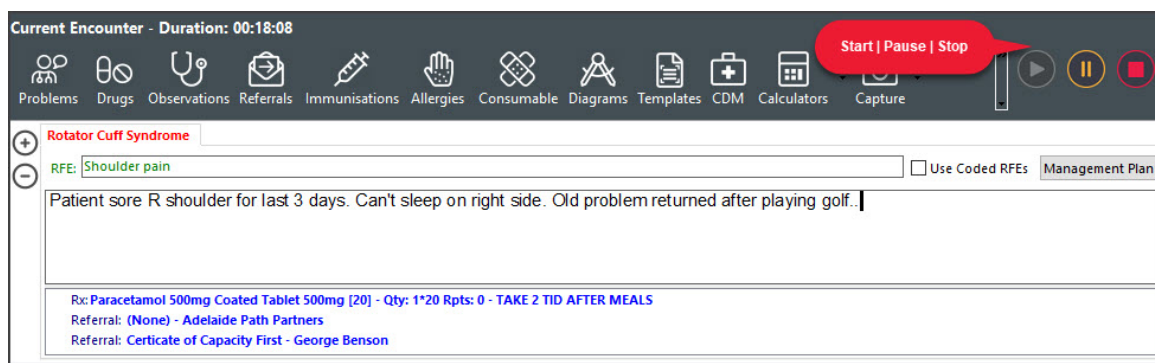 Current Encounter - Duration: 00:18:08
Start | Pause | Stop
Problems Drugs Observations Referrals Immunisations Allergies Consumable Diagrams Templates CDM Calculators Capture
Rotator Cuff Syndrome
RFE: Shoulder pain Use Coded RFEs Management Plan
Patient sore R shoulder for last 3 days. Can't sleep on right side. Old problem returned after playing golf..
Rx: Paracetamol 500mg Coated Tablet 500mg [20] - Qty: 1*20 Rpts: 0 - TAKE 2 TID AFTER MEALS
Referral: (None) - Adelaide Path Partners
Referral: Certicate of Capacity First - George Benson